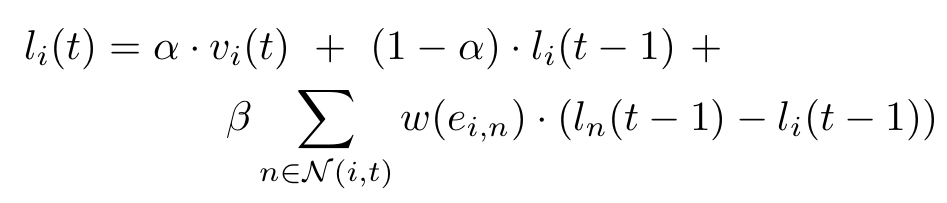 l_i(t) = α · v_i(t) + (1 − α) · l_i(t − 1) +
β ∑_{n∈𝒩(i,t)} w(e_{i,n}) · (l_n(t − 1) − l_i(t − 1))